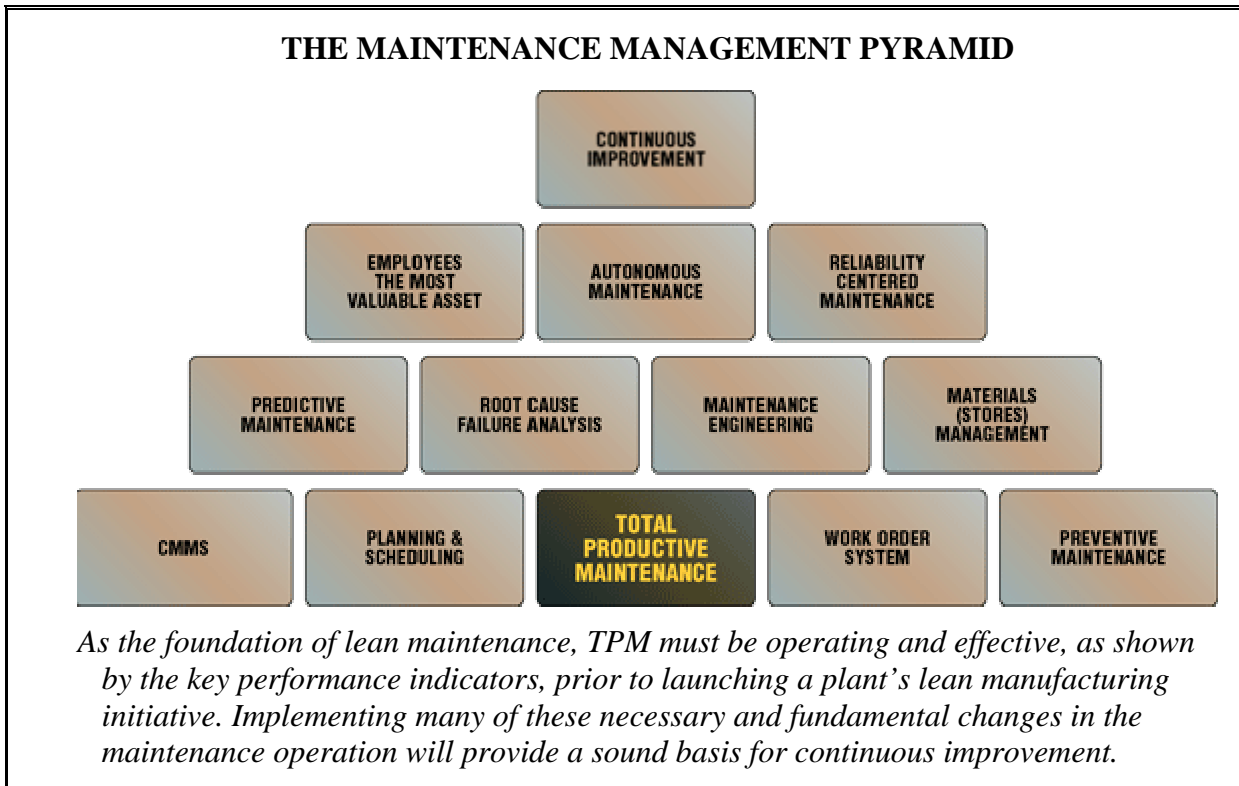 THE MAINTENANCE MANAGEMENT PYRAMID
CONTINUOUS
IMPROVEMENT
EMPLOYEES
THE MOST
VALUABLE ASSET
AUTONOMOUS
MAINTENANCE
RELIABILITY
CENTERED
MAINTENANCE
PREDICTIVE
MAINTENANCE
ROOT CAUSE
FAILURE ANALYSIS
MAINTENANCE
ENGINEERING
MATERIALS
(STORES)
MANAGEMENT
CMMS
PLANNING &
SCHEDULING
TOTAL
PRODUCTIVE
MAINTENANCE
WORK ORDER
SYSTEM
PREVENTIVE
MAINTENANCE
As the foundation of lean maintenance, TPM must be operating and effective, as shown
by the key performance indicators, prior to launching a plant’s lean manufacturing
initiative. Implementing many of these necessary and fundamental changes in the
maintenance operation will provide a sound basis for continuous improvement.